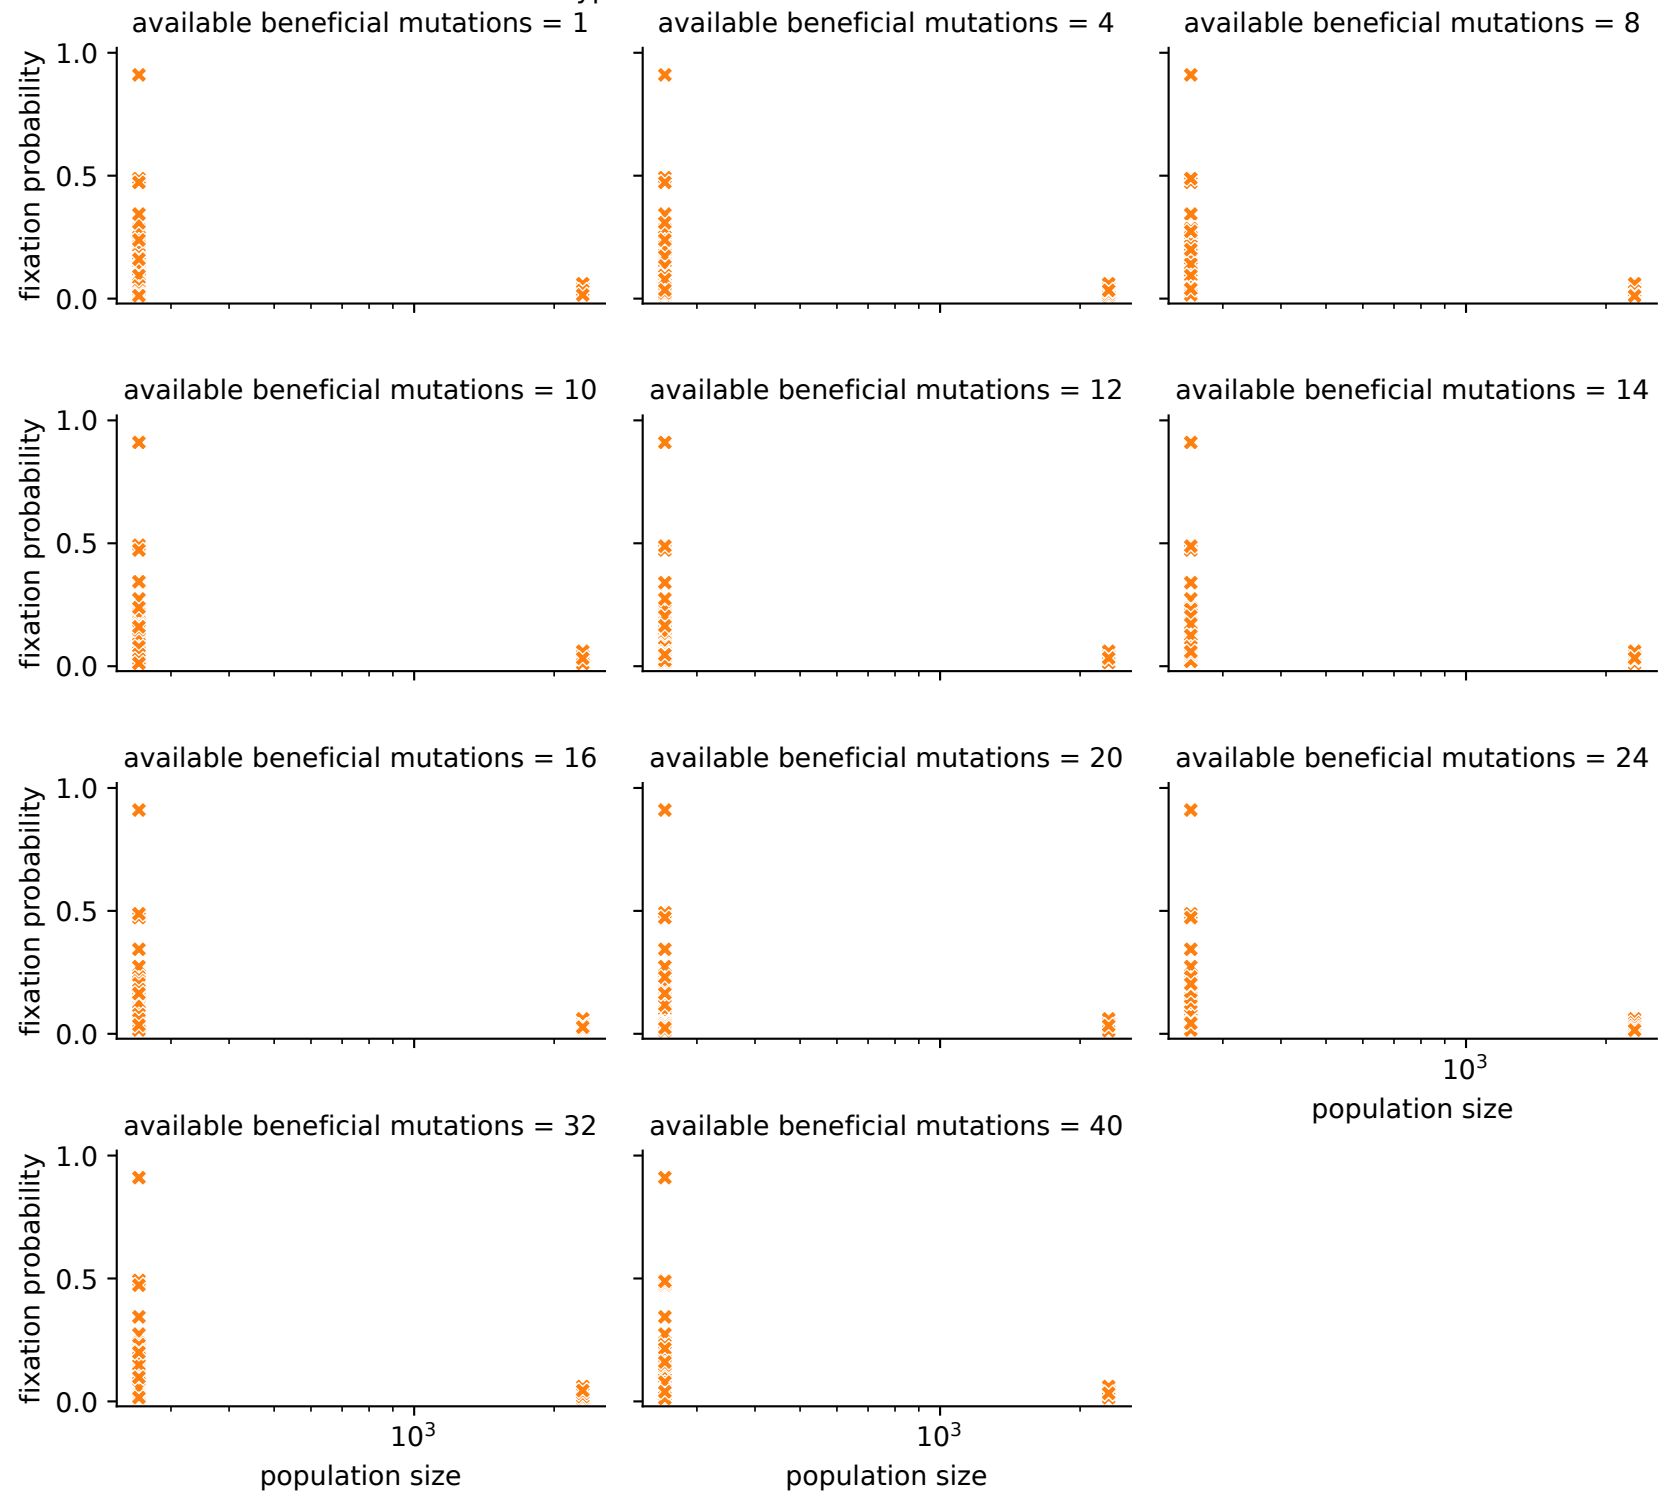 available beneficial mutations = 1
available beneficial mutations = 4
available beneficial mutations = 8
1.0
0.5
0.0
fixation probability
available beneficial mutations = 10
available beneficial mutations = 12
available beneficial mutations = 14
1.0
0.5
0.0
fixation probability
available beneficial mutations = 16
available beneficial mutations = 20
available beneficial mutations = 24
1.0
0.5
0.0
fixation probability
10³
population size
available beneficial mutations = 32
available beneficial mutations = 40
1.0
0.5
0.0
fixation probability
10³
10³
population size
population size